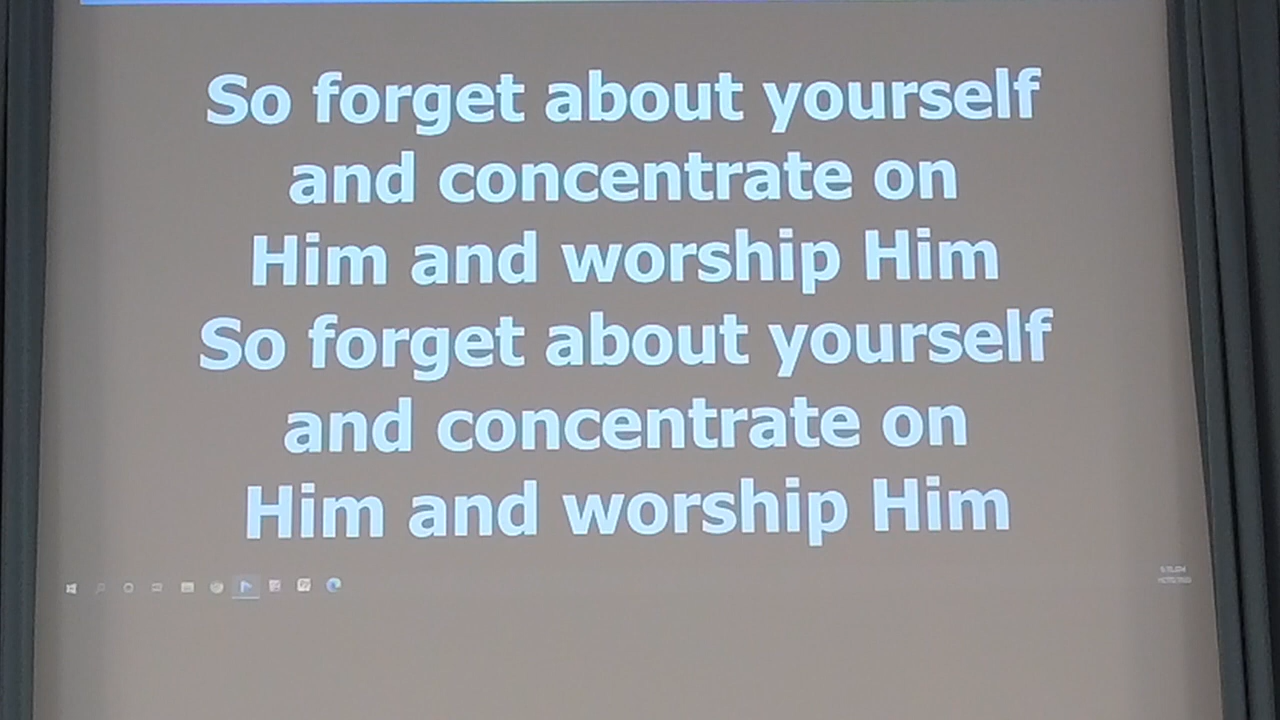 So forget about yourself
and concentrate on
Him and worship Him
So forget about yourself
and concentrate on
Him and worship Him